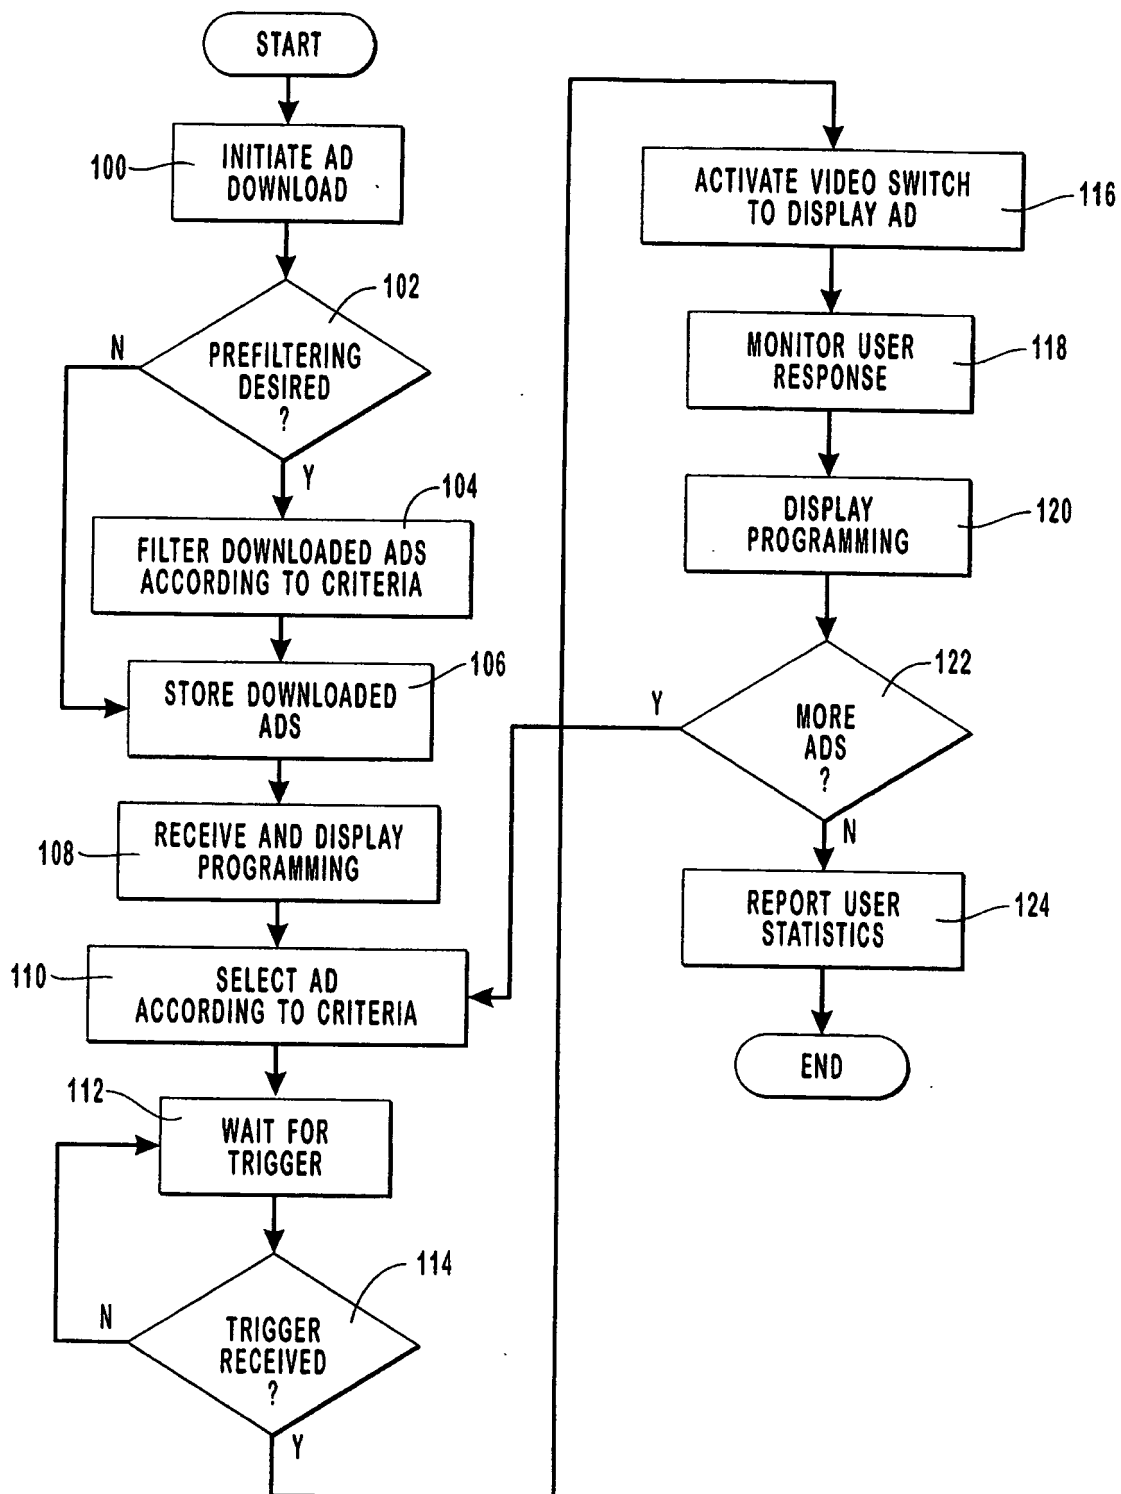 START
100
INITIATE AD
DOWNLOAD
102
N
PREFILTERING
DESIRED
?
Y
104
FILTER DOWNLOADED ADS
ACCORDING TO CRITERIA
106
STORE DOWNLOADED
ADS
108
RECEIVE AND DISPLAY
PROGRAMMING
110
SELECT AD
ACCORDING TO CRITERIA
112
WAIT FOR
TRIGGER
114
N
TRIGGER
RECEIVED
?
Y
ACTIVATE VIDEO SWITCH
TO DISPLAY AD
116
MONITOR USER
RESPONSE
118
DISPLAY
PROGRAMMING
120
122
Y
MORE
ADS
?
N
REPORT USER
STATISTICS
124
END